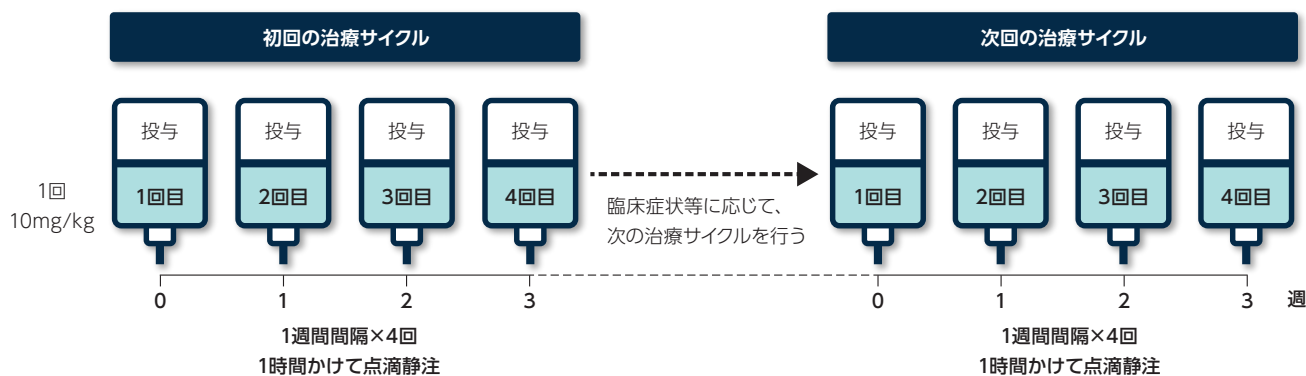 初回の治療サイクル
次回の治療サイクル
投与
投与
投与
投与
投与
投与
投与
投与
1回
10mg/kg
1回目
2回目
3回目
4回目
臨床症状等に応じて、
次の治療サイクルを行う
1回目
2回目
3回目
4回目
0
1
2
3
0
1
2
3
週
1週間間隔×4回
1時間かけて点滴静注
1週間間隔×4回
1時間かけて点滴静注